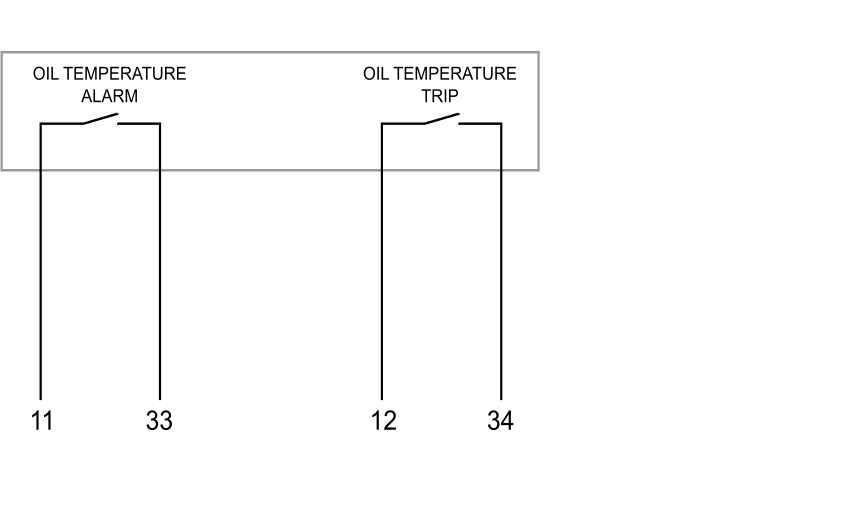 OIL TEMPERATURE
ALARM
OIL TEMPERATURE
TRIP
11
33
12
34